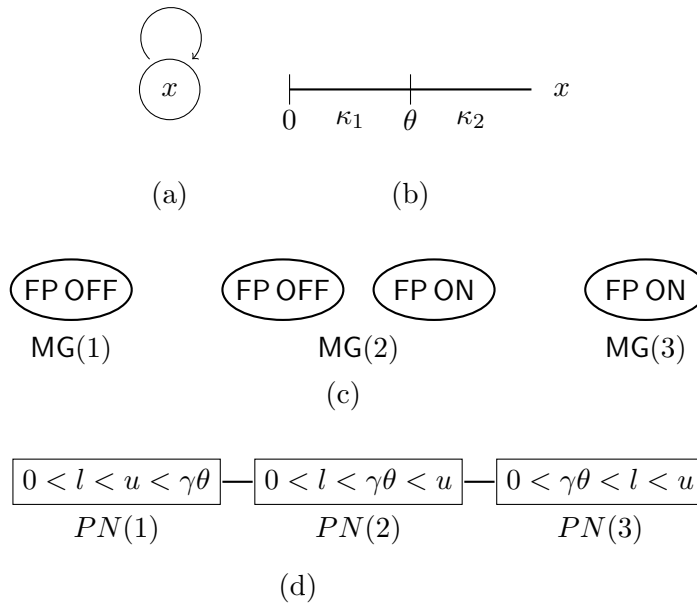 x
0 κ₁ θ κ₂ x
(a) (b)
FP OFF FP OFF FP ON FP ON
MG(1) MG(2) MG(3)
(c)
0 < l < u < γθ 0 < l < γθ < u 0 < γθ < l < u
PN(1) PN(2) PN(3)
(d)